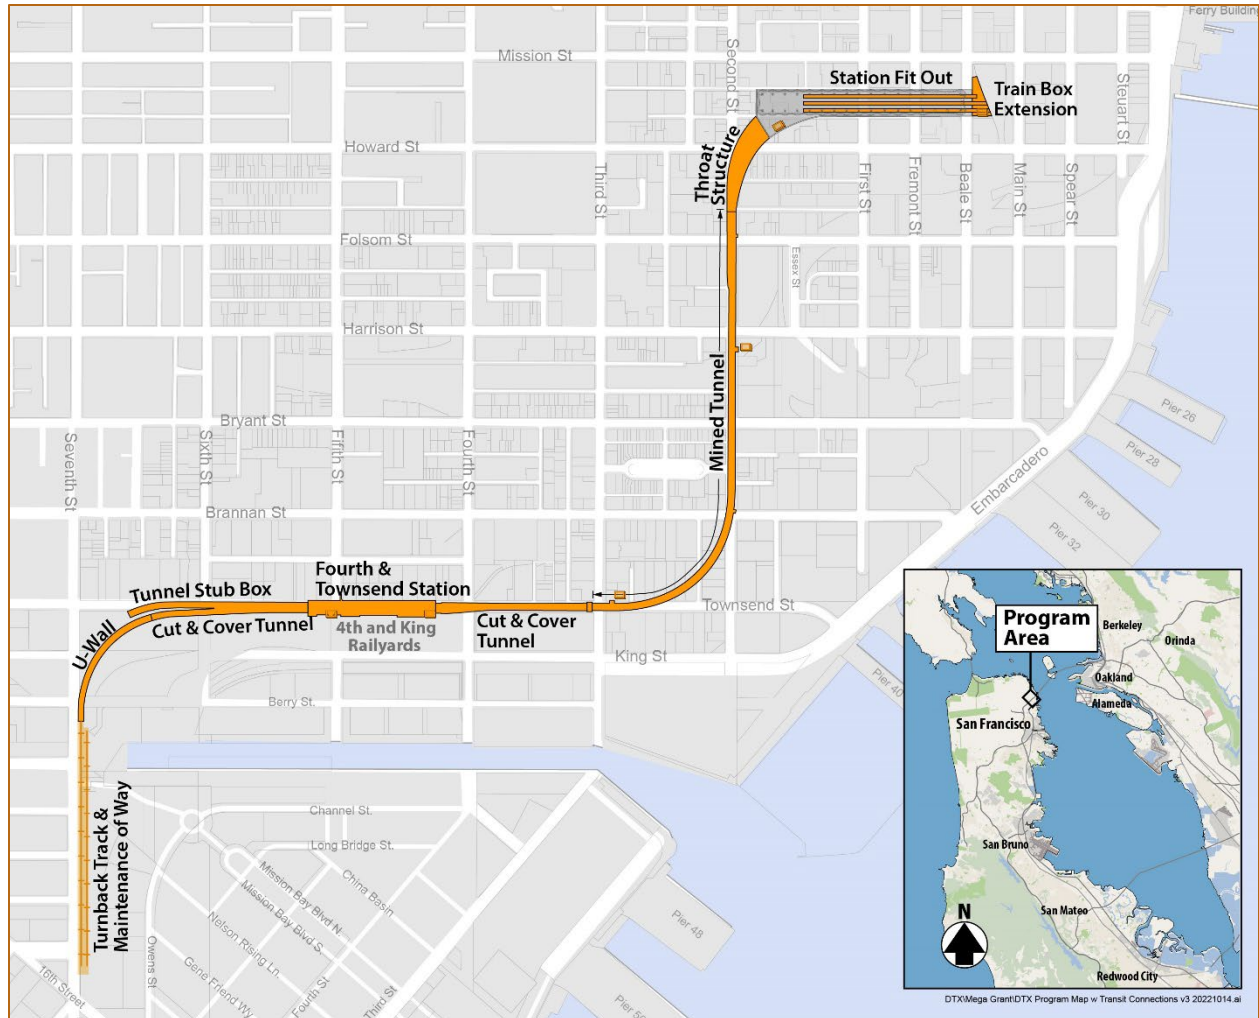 Ferry Building
Mission St
Second St
Station Fit Out
Train Box
Extension
Steuart St
Howard St
Third St
Throat
Structure
First St
Fremont St
Beale St
Main St
Spear St
Folsom St
Essex St
Harrison St
Mined Tunnel
Bryant St
Seventh St
Sixth St
Fifth St
Fourth St
Embarcadero
Pier 26
Pier 28
Pier 30
Pier 32
Brannan St
Fourth &
Townsend Station
Tunnel Stub Box
Cut & Cover Tunnel
U-Wall
4th and King
Railyards
Cut & Cover
Tunnel
Townsend St
King St
Pier 40
Berry St.
Turnback Track &
Maintenance of Way
Channel St.
Long Bridge St.
China Basin
Mission Bay Blvd N
Mission Bay Blvd S.
Nelson Rising Ln.
Gene Friend Wy
Owens St
16th Street
Fourth St
Third St
Pier 48
Program
Area
Berkeley
Orinda
Oakland
Alameda
San Francisco
San Bruno
San Mateo
Redwood City
N
DTX\Mega Grant\DTX Program Map w Transit Connections v3 20221014.ai